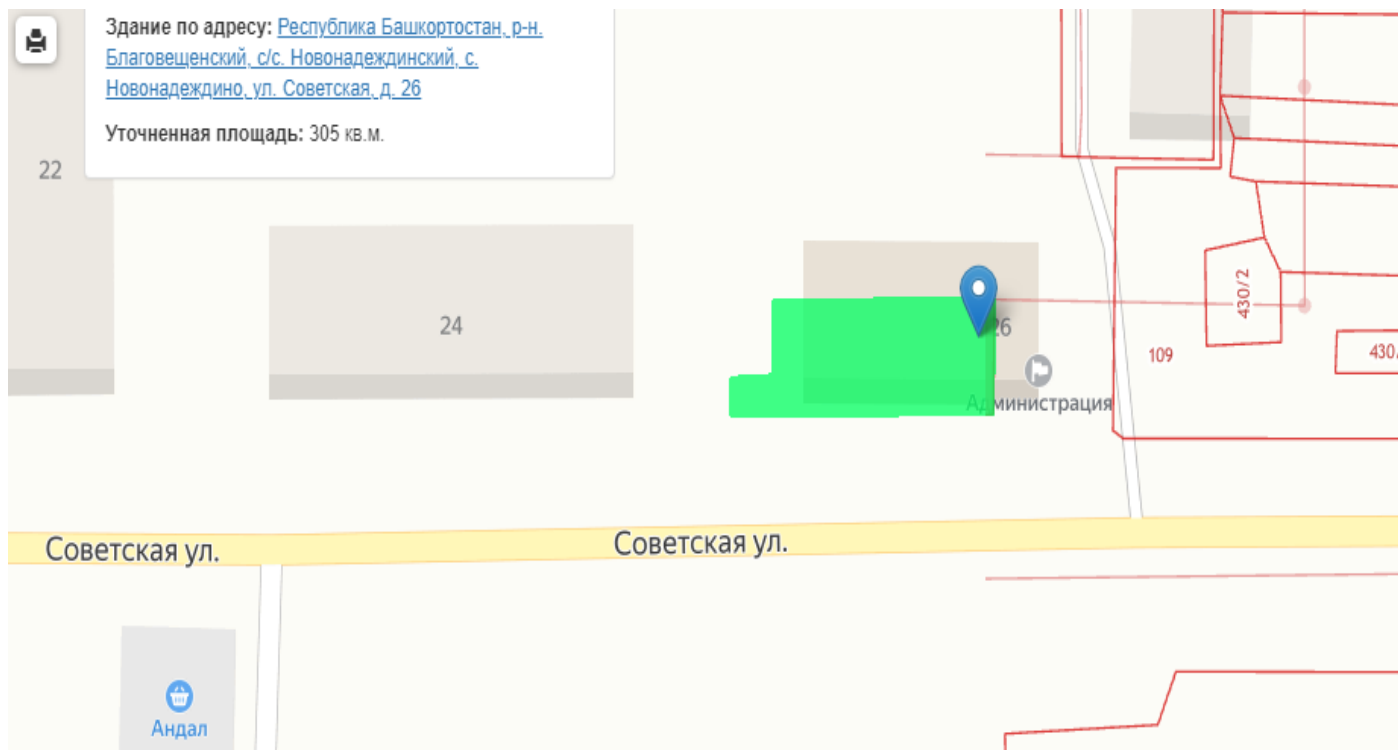 Здание по адресу: Республика Башкортостан, р-н.
Благовещенский, с/с. Новонадеждинский, с.
Новонадеждино, ул. Советская, д. 26
Уточненная площадь: 305 кв.м.
22
24
26
Администрация
109
430/2
430/
Советская ул.
Советская ул.
Андал